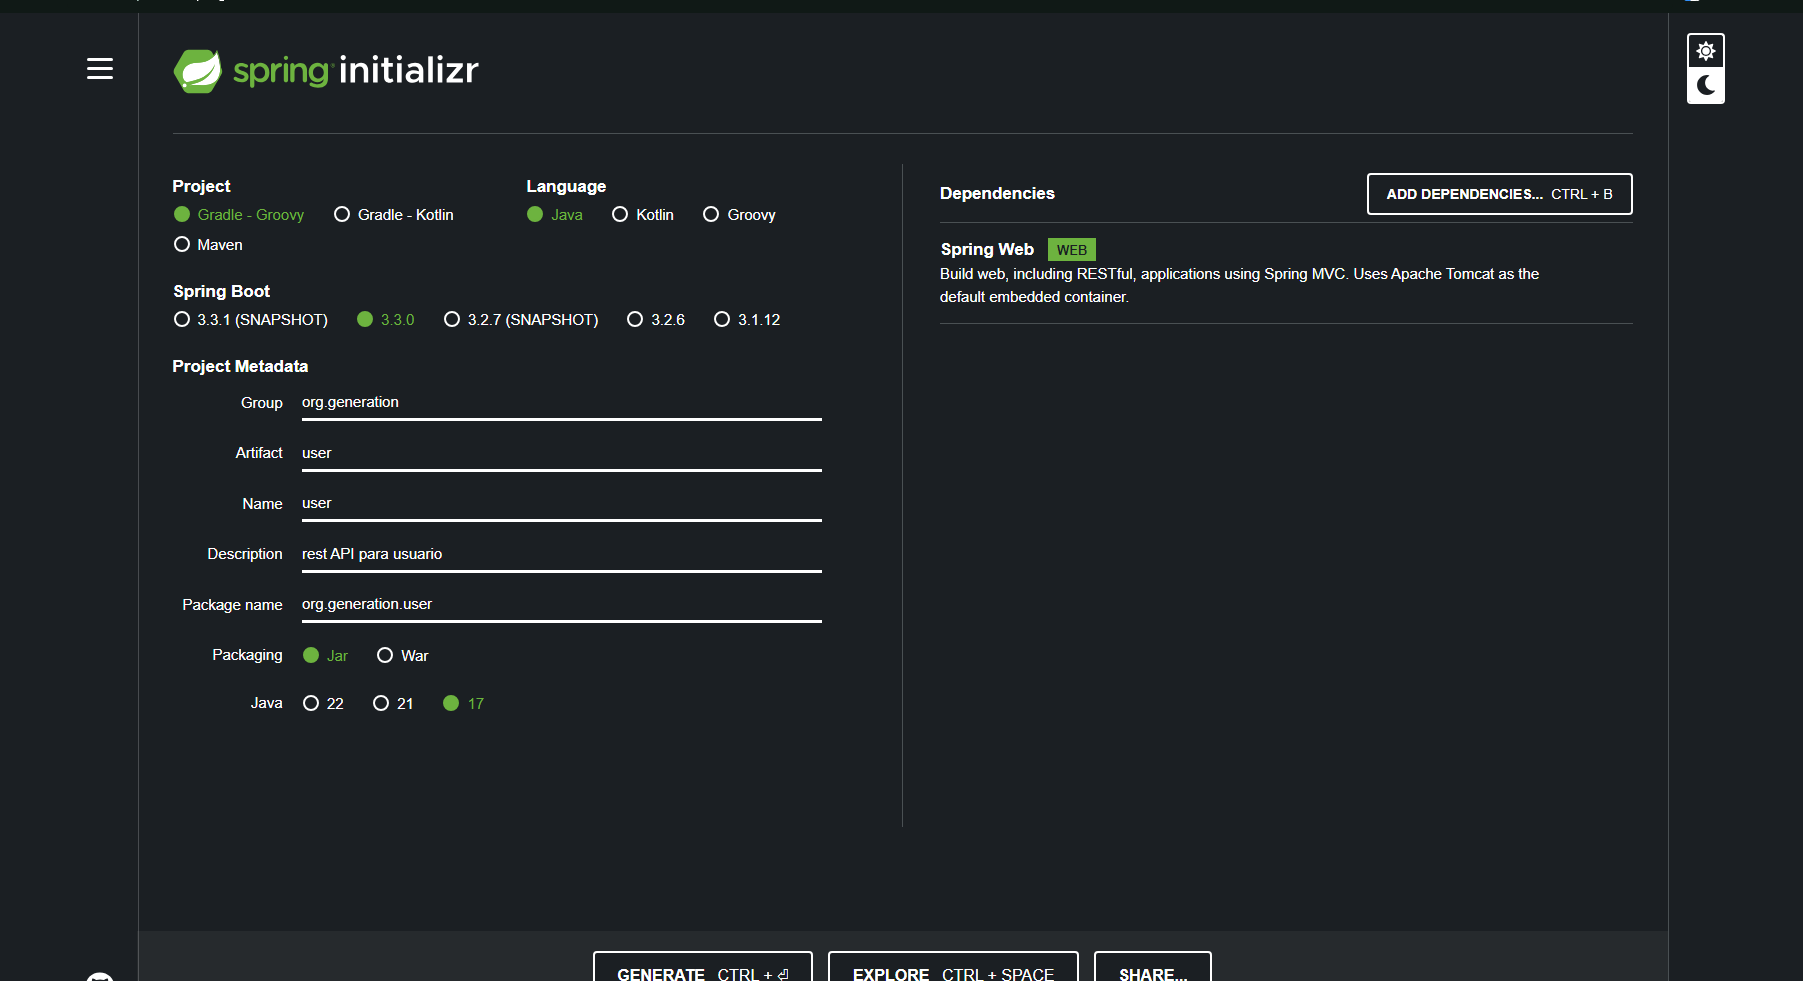 spring initializr
Project
Gradle - Groovy
Gradle - Kotlin
Maven
Language
Java
Kotlin
Groovy
Spring Boot
3.3.1 (SNAPSHOT)
3.3.0
3.2.7 (SNAPSHOT)
3.2.6
3.1.12
Project Metadata
Group org.generation
Artifact user
Name user
Description rest API para usuario
Package name org.generation.user
Packaging Jar War
Java 22 21 17
Dependencies
ADD DEPENDENCIES... CTRL + B
Spring Web WEB
Build web, including RESTful, applications using Spring MVC. Uses Apache Tomcat as the
default embedded container.
GENERATE CTRL + ⏎
EXPLORE CTRL + SPACE
SHARE...